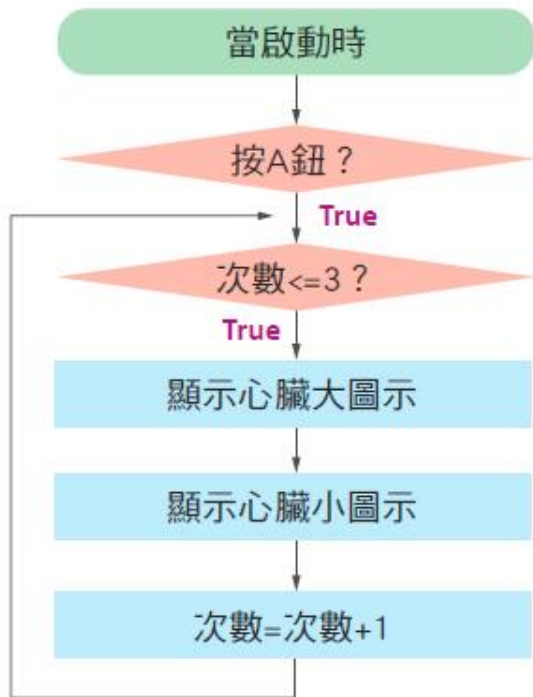 當啟動時
按A鈕？
True
次數<=3？
True
顯示心臟大圖示
顯示心臟小圖示
次數=次數+1